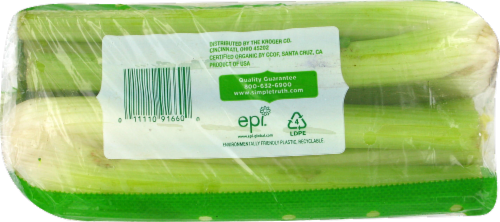 DISTRIBUTED BY THE KROGER CO.
CINCINNATI, OHIO 45202
CERTIFIED ORGANIC BY CCOF, SANTA CRUZ, CA
PRODUCT OF USA
Quality Guarantee
800-632-6900
www.simpletruth.com
epi.
www.epi-global.com
4
LDPE
ENVIRONMENTALLY FRIENDLY PLASTIC, RECYCLABLE
0 11110 91660 6